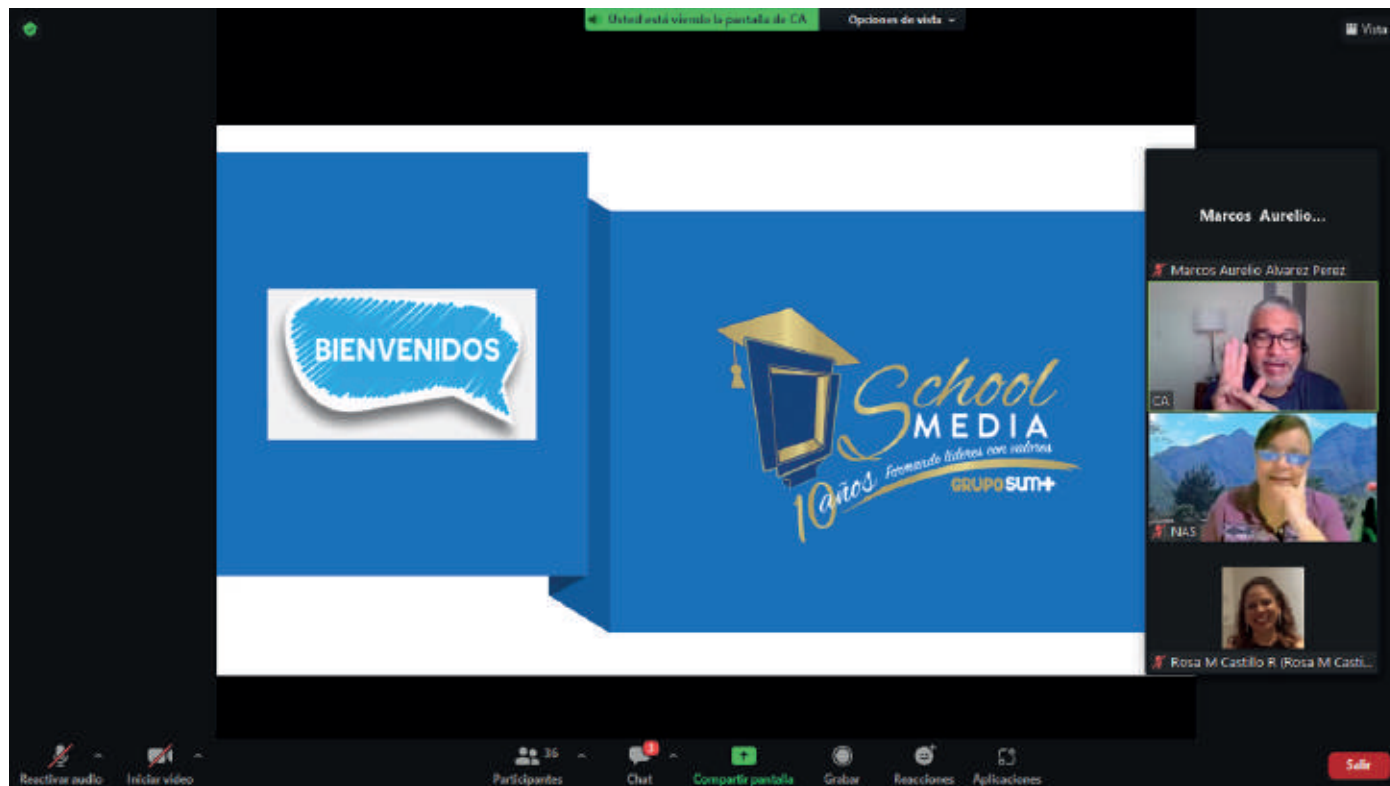 Usted está viendo la pantalla de CA
Opciones de vista
Vista
BIENVENIDOS
School
MEDIA
10 años Formando líderes con valores
GRUPO SUM+
Marcos Aurelio...
Marcos Aurelio Alvarez Perez
CA
NAS
Rosa M Castillo R (Rosa M Casti...
Reactivar audio
Iniciar video
36
Participantes
3
Chat
Compartir pantalla
Grabar
Reacciones
Aplicaciones
Salir